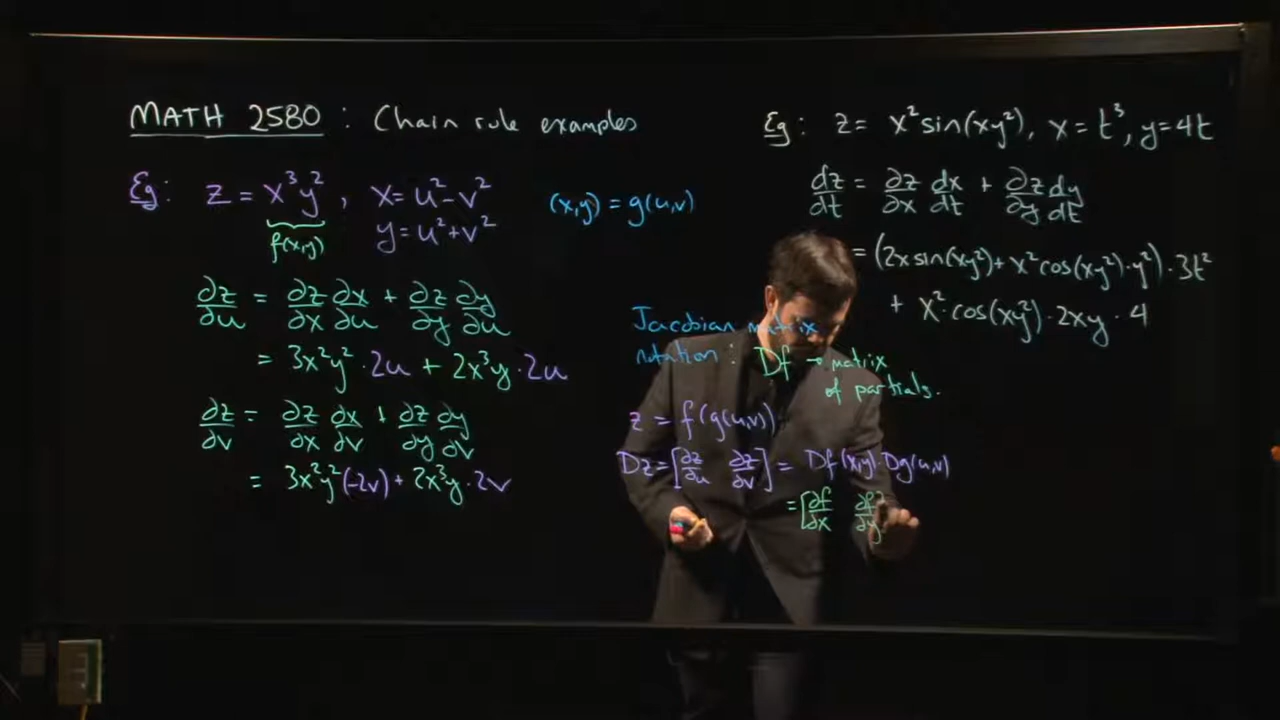 MATH 2580 : Chain rule examples
Eg: z = x³y², x = u² - v²
y = u² + v²
f(x,y)
(x,y) = g(u,v)
∂z/∂u = ∂z/∂x ∂x/∂u + ∂z/∂y ∂y/∂u
= 3x²y² · 2u + 2x³y · 2u
∂z/∂v = ∂z/∂x ∂x/∂v + ∂z/∂y ∂y/∂v
= 3x²y²(-2v) + 2x³y · 2v
Jacobian matrix
notation : Df → matrix
of partials.
z = f(g(u,v))
Dz = [∂z/∂u ∂z/∂v] = Df(x,y) · Dg(u,v)
= [∂f/∂x ∂f/∂y]
Eg: z = x² sin(xy²), x = t³, y = 4t
dz/dt = ∂z/∂x dx/dt + ∂z/∂y dy/dt
= (2x sin(xy²) + x² cos(xy²) · y²) · 3t²
+ x² · cos(xy²) · 2xy · 4